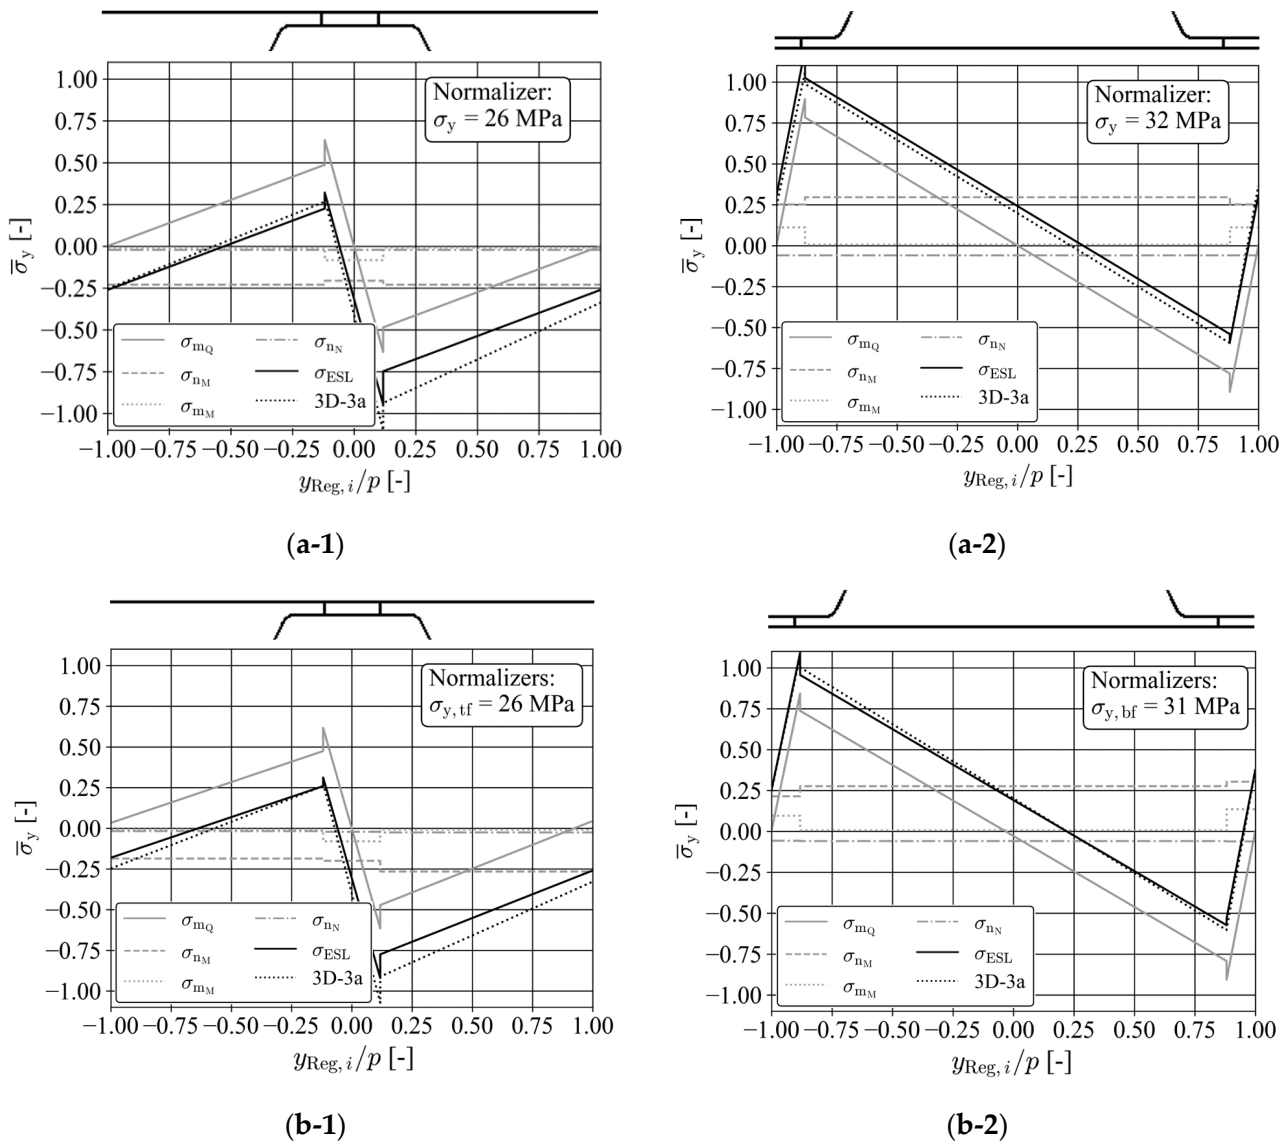 Normalizer:
σy = 26 MPa
1.00
0.75
0.50
0.25
0.00
−0.25
−0.50
−0.75
−1.00
σ̅y [-]
σmQ
σnM
σmM
σnN
σESL
3D-3a
−1.00 −0.75 −0.50 −0.25 0.00 0.25 0.50 0.75 1.00
yReg, i/p [-]
(a-1)
Normalizer:
σy = 32 MPa
1.00
0.75
0.50
0.25
0.00
−0.25
−0.50
−0.75
−1.00
σ̅y [-]
σmQ
σnM
σmM
σnN
σESL
3D-3a
−1.00 −0.75 −0.50 −0.25 0.00 0.25 0.50 0.75 1.00
yReg, i/p [-]
(a-2)
Normalizers:
σy, tf = 26 MPa
1.00
0.75
0.50
0.25
0.00
−0.25
−0.50
−0.75
−1.00
σ̅y [-]
σmQ
σnM
σmM
σnN
σESL
3D-3a
−1.00 −0.75 −0.50 −0.25 0.00 0.25 0.50 0.75 1.00
yReg, i/p [-]
(b-1)
Normalizers:
σy, bf = 31 MPa
1.00
0.75
0.50
0.25
0.00
−0.25
−0.50
−0.75
−1.00
σ̅y [-]
σmQ
σnM
σmM
σnN
σESL
3D-3a
−1.00 −0.75 −0.50 −0.25 0.00 0.25 0.50 0.75 1.00
yReg, i/p [-]
(b-2)